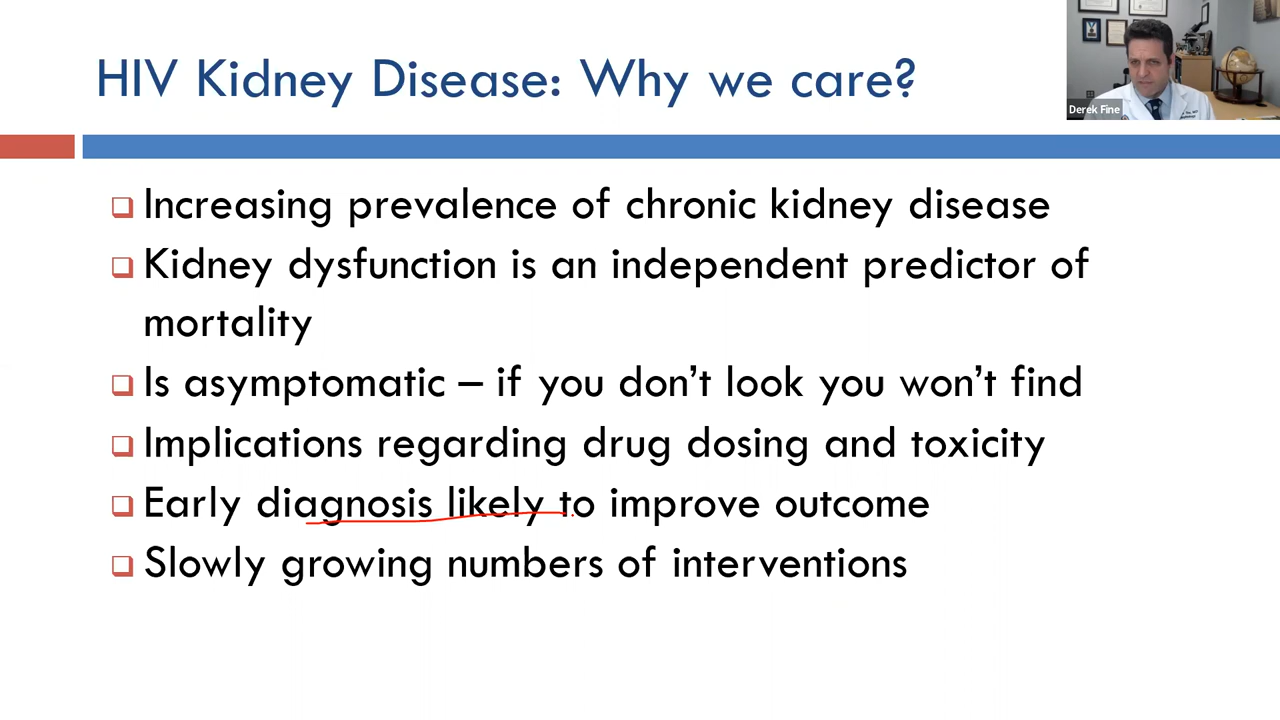 HIV Kidney Disease: Why we care?
Derek Fine
Increasing prevalence of chronic kidney disease
Kidney dysfunction is an independent predictor of
mortality
Is asymptomatic – if you don’t look you won’t find
Implications regarding drug dosing and toxicity
Early diagnosis likely to improve outcome
Slowly growing numbers of interventions